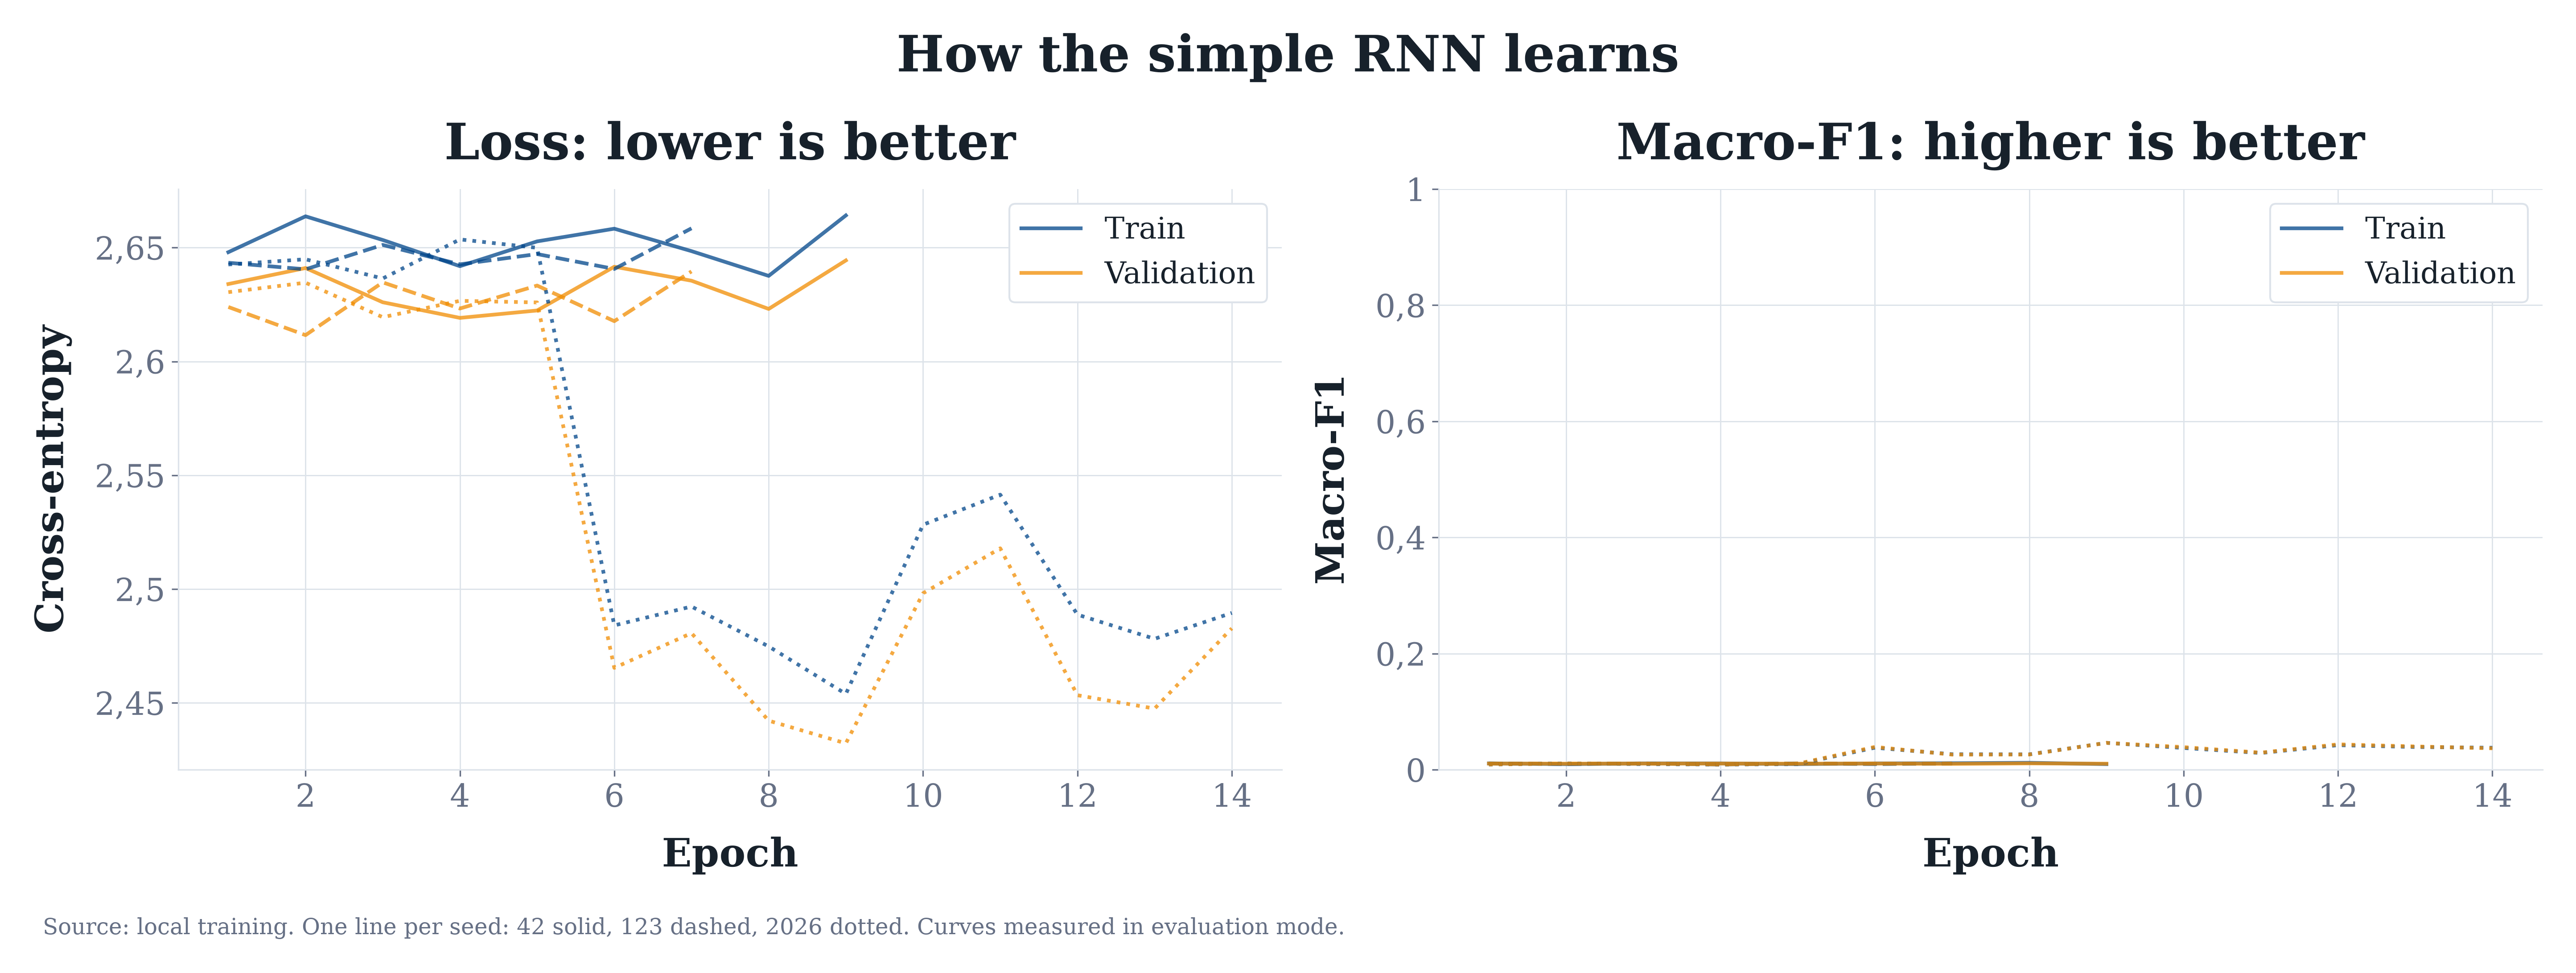 How the simple RNN learns
Loss: lower is better
Cross-entropy
2,65
2,6
2,55
2,5
2,45
2
4
6
8
10
12
14
Epoch
Train
Validation
Macro-F1: higher is better
Macro-F1
1
0,8
0,6
0,4
0,2
0
2
4
6
8
10
12
14
Epoch
Train
Validation
Source: local training. One line per seed: 42 solid, 123 dashed, 2026 dotted. Curves measured in evaluation mode.